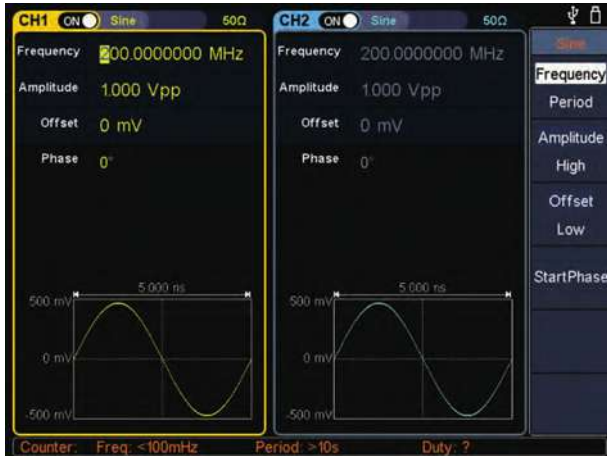 CH1 ON Sine 50Ω
Frequency 200.0000000 MHz
Amplitude 1.000 Vpp
Offset 0 mV
Phase 0°
5.000 ns
500 mV
0 mV
-500 mV
CH2 ON Sine 50Ω
Frequency 200.0000000 MHz
Amplitude 1.000 Vpp
Offset 0 mV
Phase 0°
5.000 ns
500 mV
0 mV
-500 mV
Sine
Frequency
Period
Amplitude
High
Offset
Low
StartPhase
Counter: Freq: <100mHz Period: >10s Duty: ?